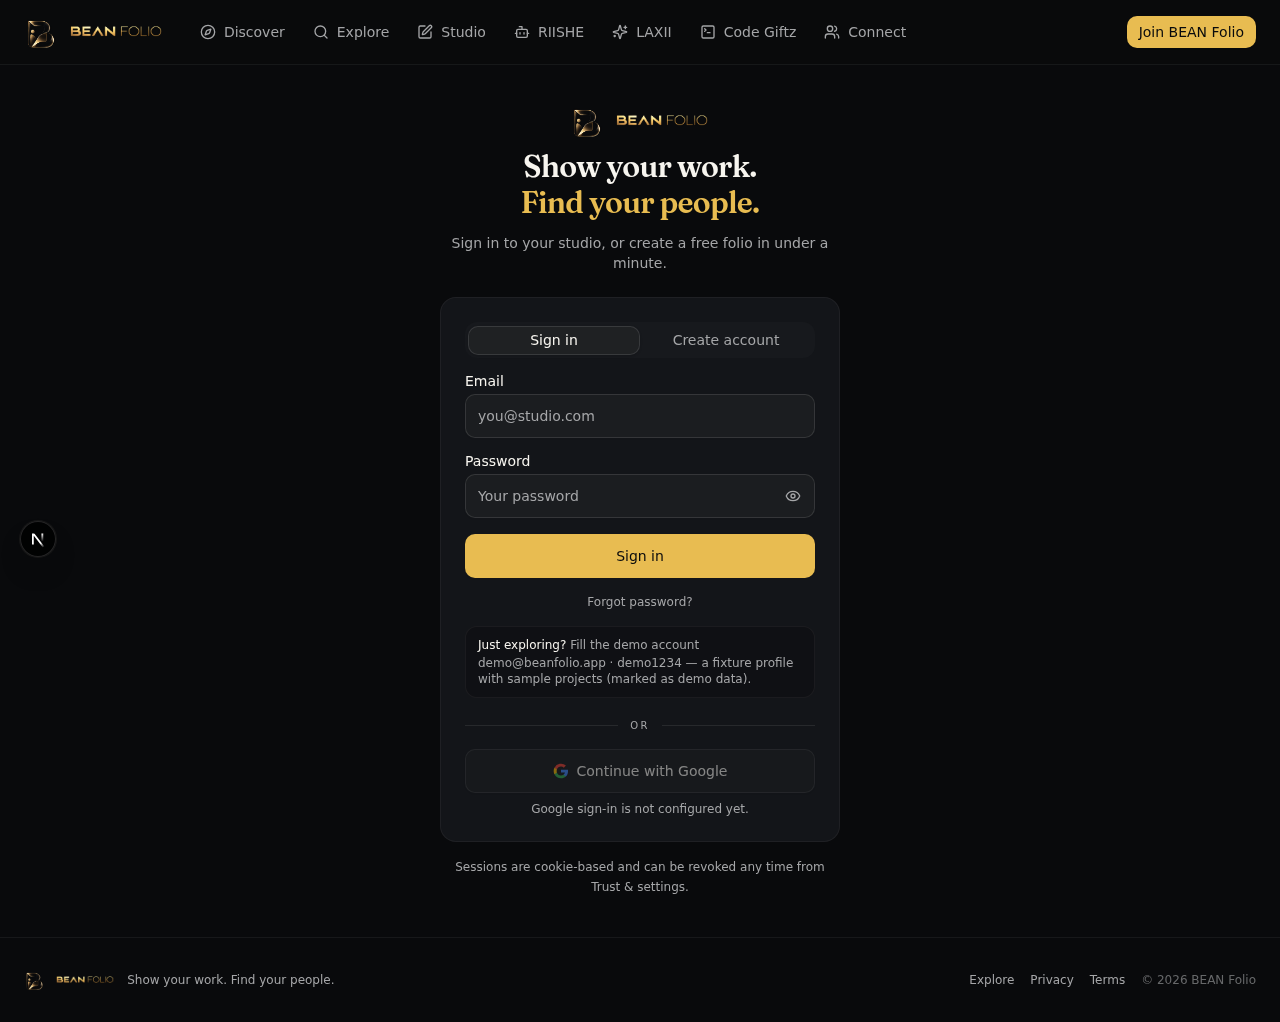 BEAN FOLIO
Discover
Explore
Studio
RIISHE
LAXII
Code Giftz
Connect
Join BEAN Folio
BEAN FOLIO
Show your work.
Find your people.
Sign in to your studio, or create a free folio in under a
minute.
Sign in
Create account
Email
you@studio.com
Password
Your password
Sign in
Forgot password?
Just exploring? Fill the demo account
demo@beanfolio.app · demo1234 — a fixture profile
with sample projects (marked as demo data).
OR
Continue with Google
Google sign-in is not configured yet.
Sessions are cookie-based and can be revoked any time from
Trust & settings.
N
BEAN FOLIO
Show your work. Find your people.
Explore
Privacy
Terms
© 2026 BEAN Folio